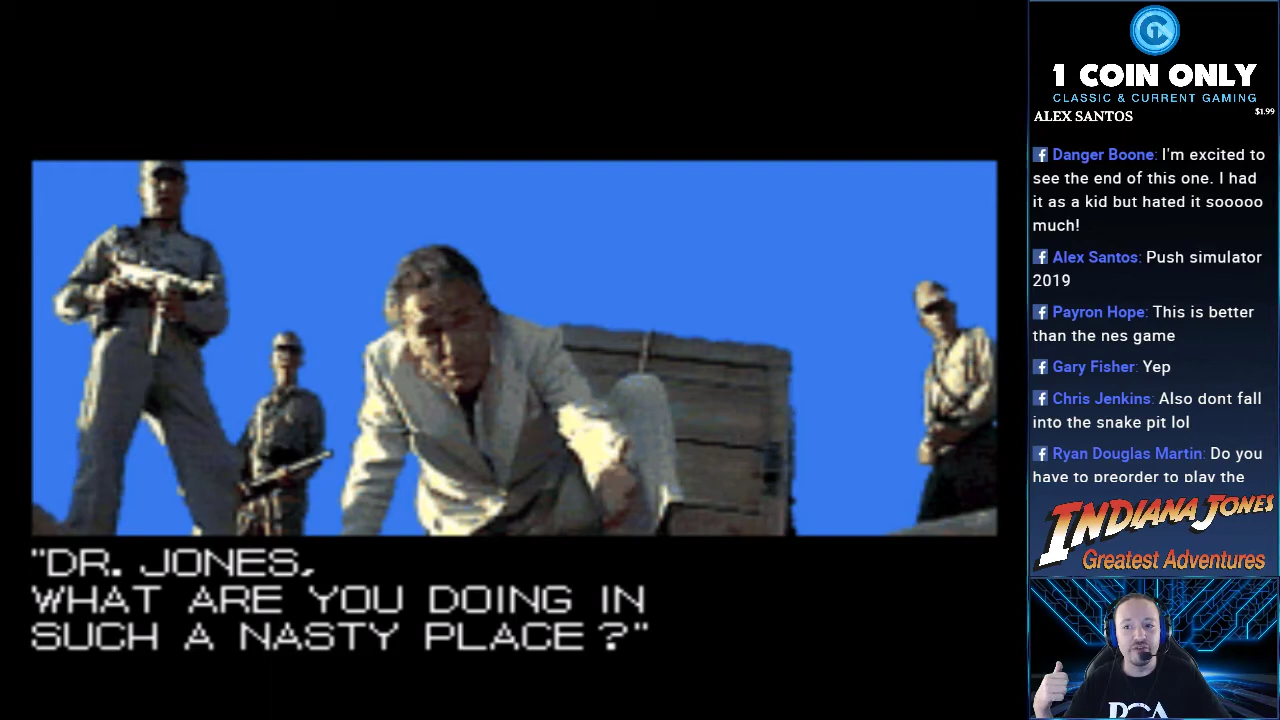 "DR. JONES,
WHAT ARE YOU DOING IN
SUCH A NASTY PLACE?"
1 COIN ONLY
CLASSIC & CURRENT GAMING
ALEX SANTOS $1.99
Danger Boone: I'm excited to
see the end of this one. I had
it as a kid but hated it sooooo
much!
Alex Santos: Push simulator
2019
Payron Hope: This is better
than the nes game
Gary Fisher: Yep
Chris Jenkins: Also dont fall
into the snake pit lol
Ryan Douglas Martin: Do you
have to preorder to play the
INDIANA JONES
Greatest Adventures